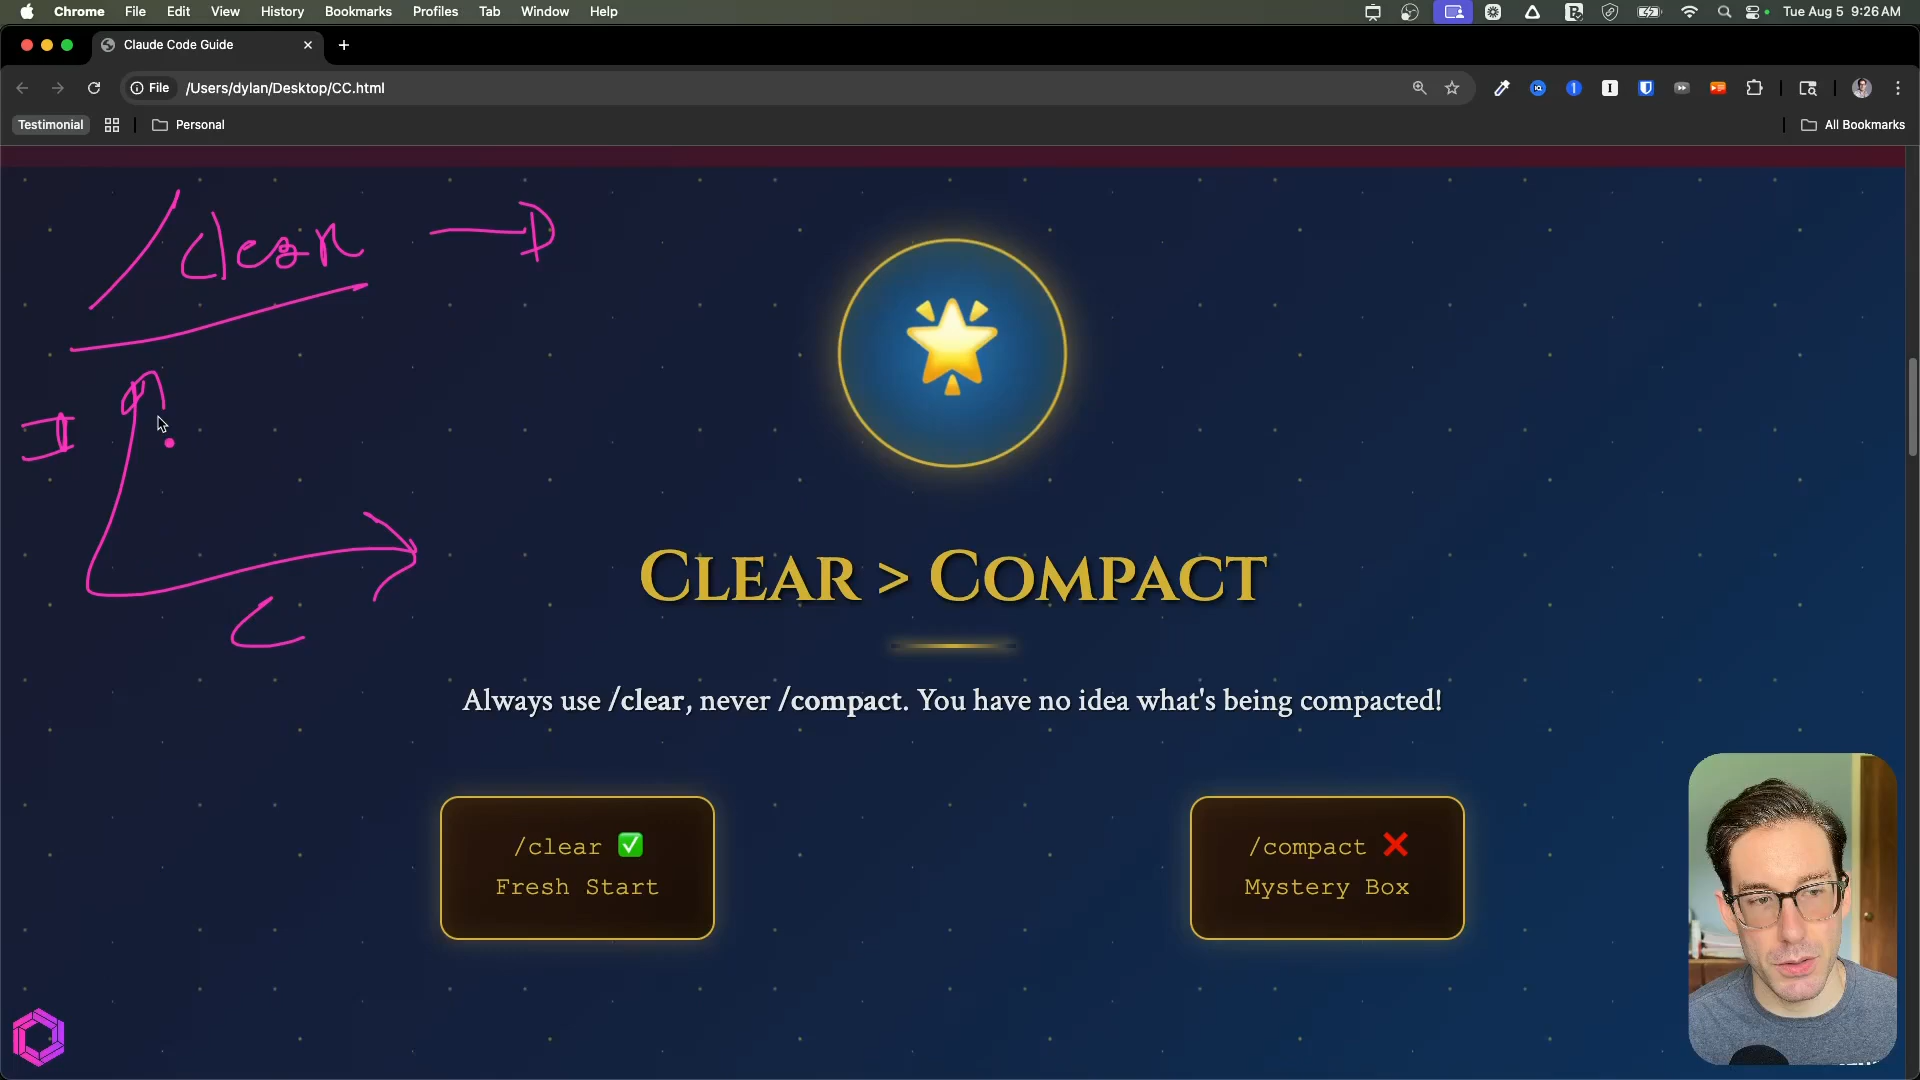 Chrome File Edit View History Bookmarks Profiles Tab Window Help Tue Aug 5 9:26 AM
Claude Code Guide
File /Users/dylan/Desktop/CC.html
Testimonial Personal All Bookmarks
/clear
I
C
CLEAR > COMPACT
Always use /clear, never /compact. You have no idea what's being compacted!
/clear ✅
Fresh Start
/compact ❌
Mystery Box